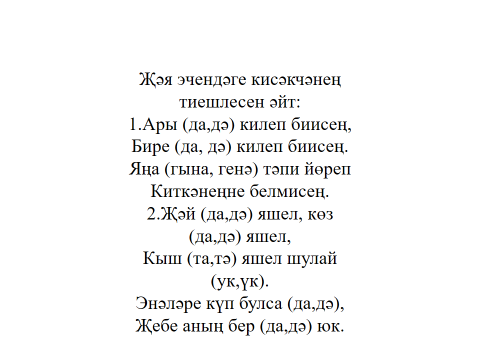 Җәя эчендәге кисәкчәнең
тиешлесен әйт:
1.Ары (да,дә) килеп биисең,
Бире (да, дә) килеп биисең.
Яңа (гына, генә) тәпи йөреп
Киткәнеңне белмисең.
2.Җәй (да,дә) яшел, көз
(да,дә) яшел,
Кыш (та,тә) яшел шулай
(ук,үк).
Энәләре күп булса (да,дә),
Җебе аның бер (да,дә) юк.